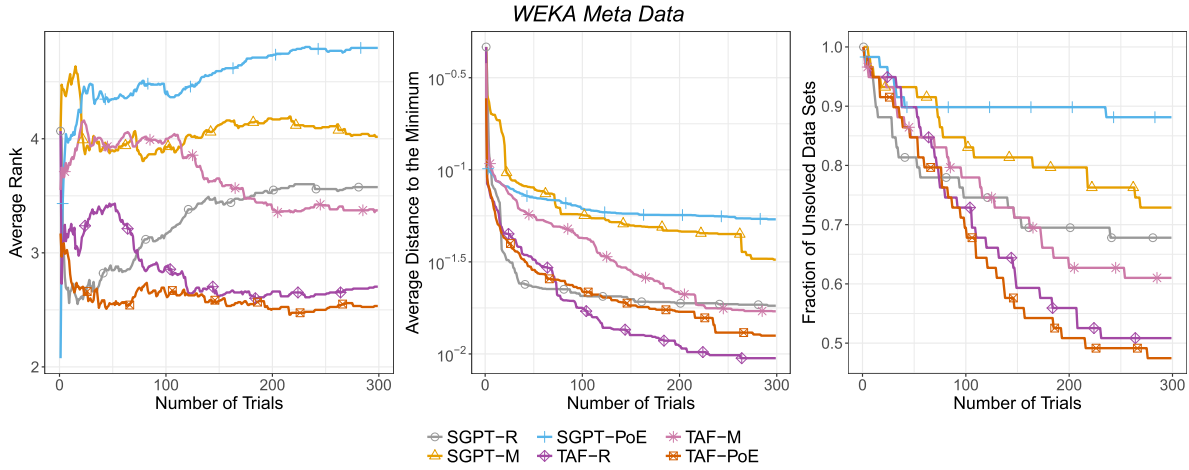 WEKA Meta Data
Average Rank
4
3
2
0
100
200
300
Number of Trials
Average Distance to the Minimum
10^−0.5
10^−1
10^−1.5
10^−2
0
100
200
300
Number of Trials
Fraction of Unsolved Data Sets
1.0
0.9
0.8
0.7
0.6
0.5
0
100
200
300
Number of Trials
SGPT−R SGPT−PoE TAF−M
SGPT−M TAF−R TAF−PoE